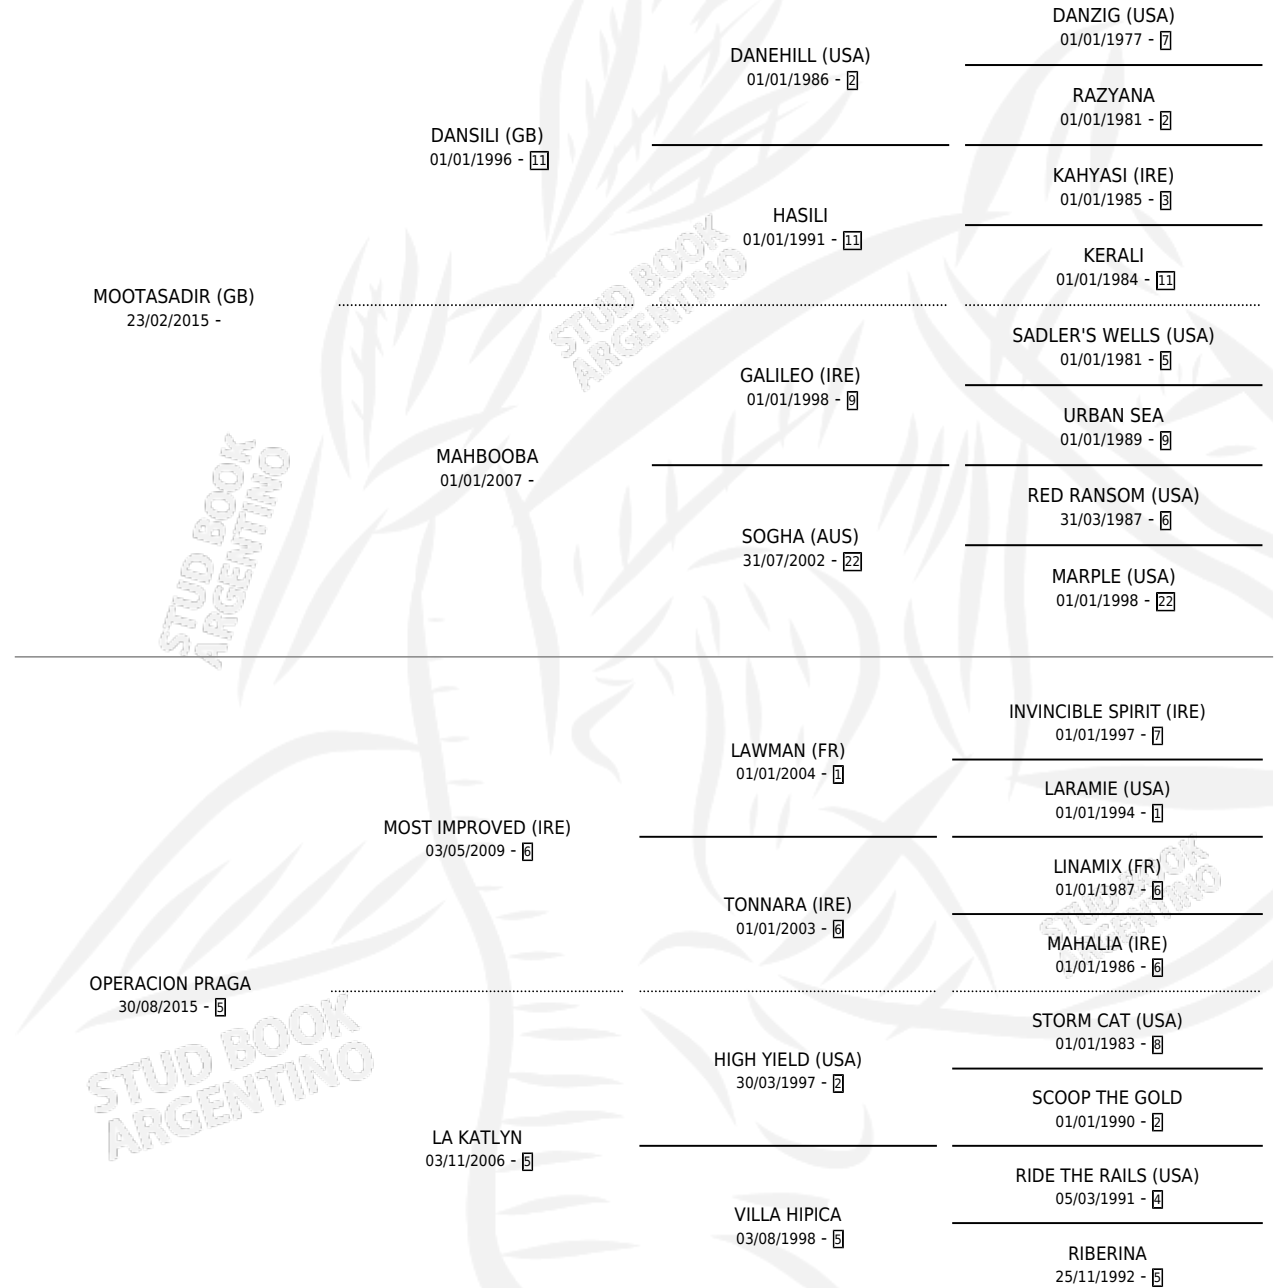 DANZIG (USA)
01/01/1977 - 7
DANEHILL (USA)
01/01/1986 - 2
RAZYANA
01/01/1981 - 2
DANSILI (GB)
01/01/1996 - 11
KAHYASI (IRE)
01/01/1985 - 3
HASILI
01/01/1991 - 11
KERALI
01/01/1984 - 11
MOOTASADIR (GB)
23/02/2015 -
SADLER'S WELLS (USA)
01/01/1981 - 5
GALILEO (IRE)
01/01/1998 - 9
URBAN SEA
01/01/1989 - 9
MAHBOOBA
01/01/2007 -
RED RANSOM (USA)
31/03/1987 - 6
SOGHA (AUS)
31/07/2002 - 22
MARPLE (USA)
01/01/1998 - 22
STUD BOOK
ARGENTINO
STUD BOOK
ARGENTINO
INVINCIBLE SPIRIT (IRE)
01/01/1997 - 7
LAWMAN (FR)
01/01/2004 - 1
LARAMIE (USA)
01/01/1994 - 1
MOST IMPROVED (IRE)
03/05/2009 - 6
LINAMIX (FR)
01/01/1987 - 6
TONNARA (IRE)
01/01/2003 - 6
MAHALIA (IRE)
01/01/1986 - 6
OPERACION PRAGA
30/08/2015 - 5
STORM CAT (USA)
01/01/1983 - 8
HIGH YIELD (USA)
30/03/1997 - 2
SCOOP THE GOLD
01/01/1990 - 2
LA KATLYN
03/11/2006 - 5
RIDE THE RAILS (USA)
05/03/1991 - 4
VILLA HIPICA
03/08/1998 - 5
RIBERINA
25/11/1992 - 5
STUD BOOK
ARGENTINO
STUD BOOK
ARGENTINO